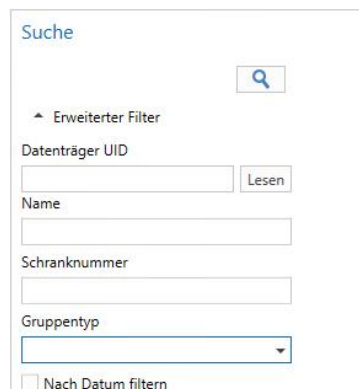 Suche
Erweiterter Filter
Datenträger UID
Lesen
Name
Schranknummer
Gruppentyp
Nach Datum filtern